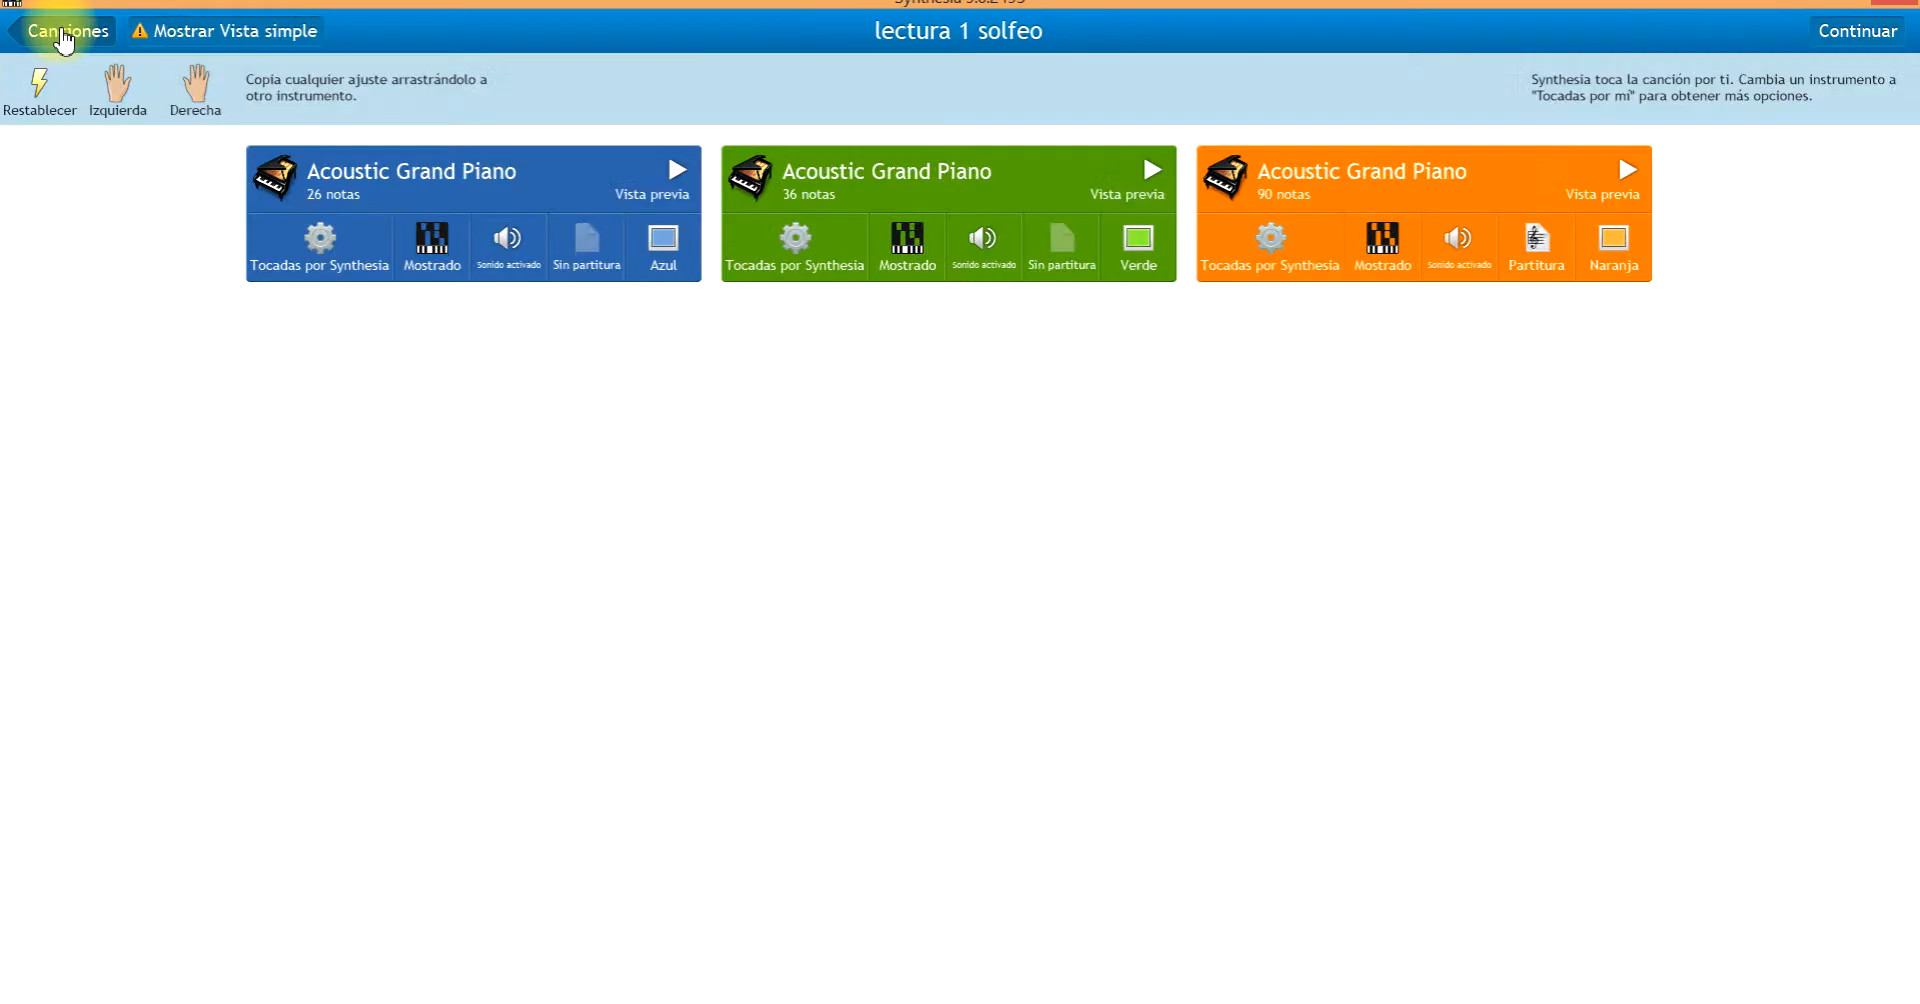 Canciones
Mostrar Vista simple
lectura 1 solfeo
Continuar
Restablecer
Izquierda
Derecha
Copia cualquier ajuste arrastrándolo a
otro instrumento.
Synthesia toca la canción por ti. Cambia un instrumento a
"Tocadas por mí" para obtener más opciones.
Acoustic Grand Piano
26 notas
Vista previa
Tocadas por Synthesia
Mostrado
Sonido activado
Sin partitura
Azul
Acoustic Grand Piano
36 notas
Vista previa
Tocadas por Synthesia
Mostrado
Sonido activado
Sin partitura
Verde
Acoustic Grand Piano
90 notas
Vista previa
Tocadas por Synthesia
Mostrado
Sonido activado
Partitura
Naranja